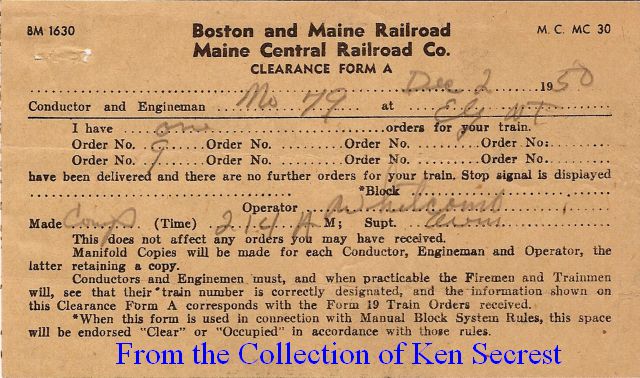 BM 1630
Boston and Maine Railroad
M. C. MC 30
Maine Central Railroad Co.
CLEARANCE FORM A
Dec 2 1950
Conductor and Engineman No 79 at
I have one orders for your train.
Order No. Order No. Order No. Order No:
Order No. 9 Order No. Order No. Order No.
have been delivered and there are no further orders for your train. Stop signal is displayed
*Block
Operator Whitcomb
Made Comp (Time) 214 A M; Supt.
This does not affect any orders you may have received.
Manifold Copies will be made for each Conductor, Engineman and Operator, the
latter retaining a copy.
Conductors and Enginemen must, and when practicable the Firemen and Trainmen
will, see that their *train number is correctly designated, and the information shown on
this Clearance Form A corresponds with the Form 19 Train Orders received.
*When this form is used in connection with Manual Block System Rules, this space
will be endorsed "Clear" or "Occupied" in accordance with those rules.
From the Collection of Ken Secrest